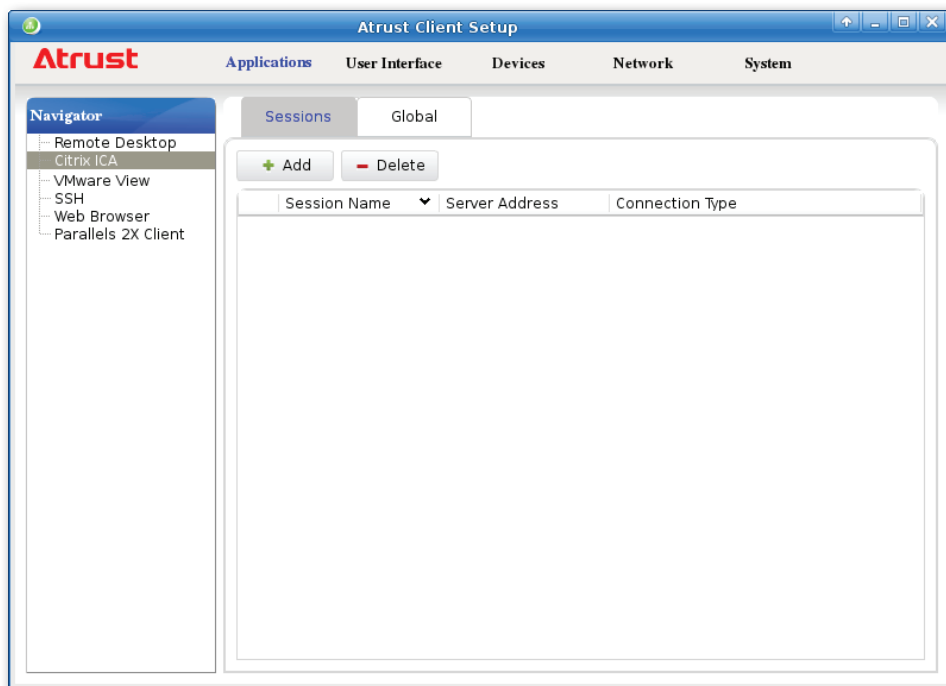 Atrust Client Setup
Atrust
Applications User Interface Devices Network System
Navigator
Remote Desktop
Citrix ICA
VMware View
SSH
Web Browser
Parallels 2X Client
Sessions Global
Add Delete
Session Name Server Address Connection Type